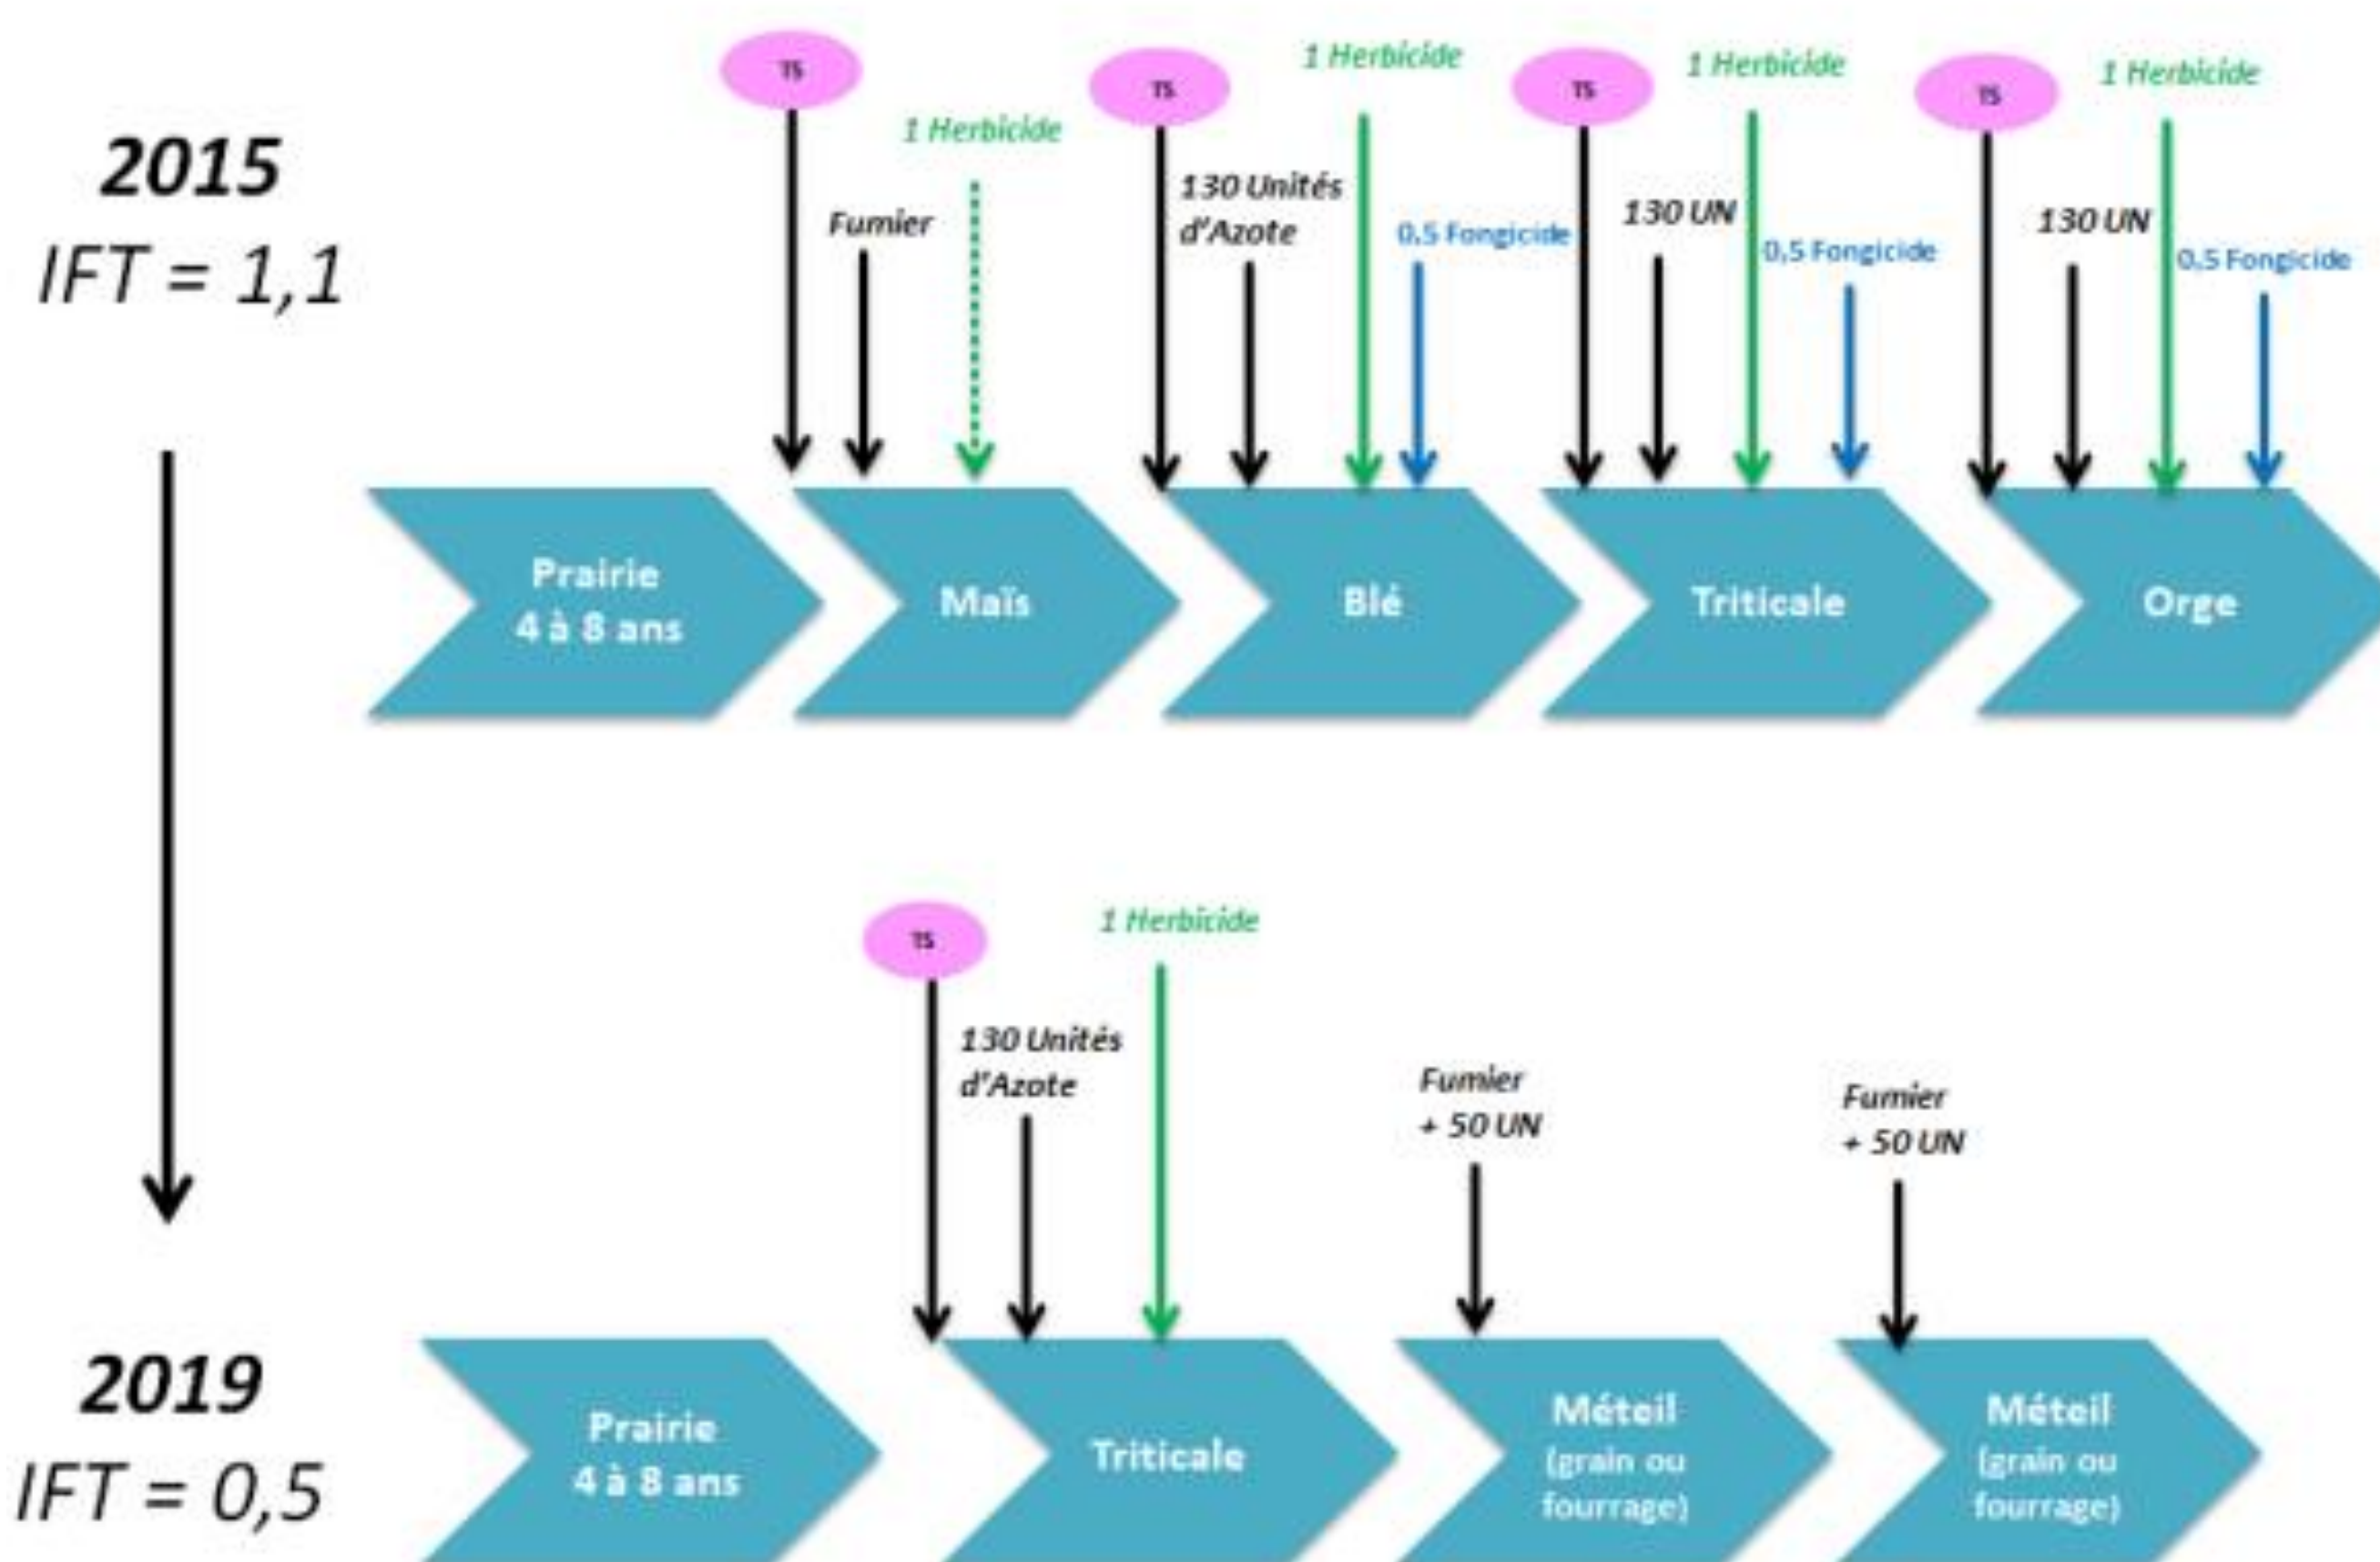 2015
IFT = 1,1
TS
Fumier
1 Herbicide
TS
130 Unités
d'Azote
1 Herbicide
0,5 Fongicide
TS
130 UN
1 Herbicide
0,5 Fongicide
TS
130 UN
1 Herbicide
0,5 Fongicide
Prairie
4 à 8 ans
Maïs
Blé
Triticale
Orge
2019
IFT = 0,5
TS
130 Unités
d'Azote
1 Herbicide
Fumier
+ 50 UN
Fumier
+ 50 UN
Prairie
4 à 8 ans
Triticale
Méteil
(grain ou
fourrage)
Méteil
(grain ou
fourrage)